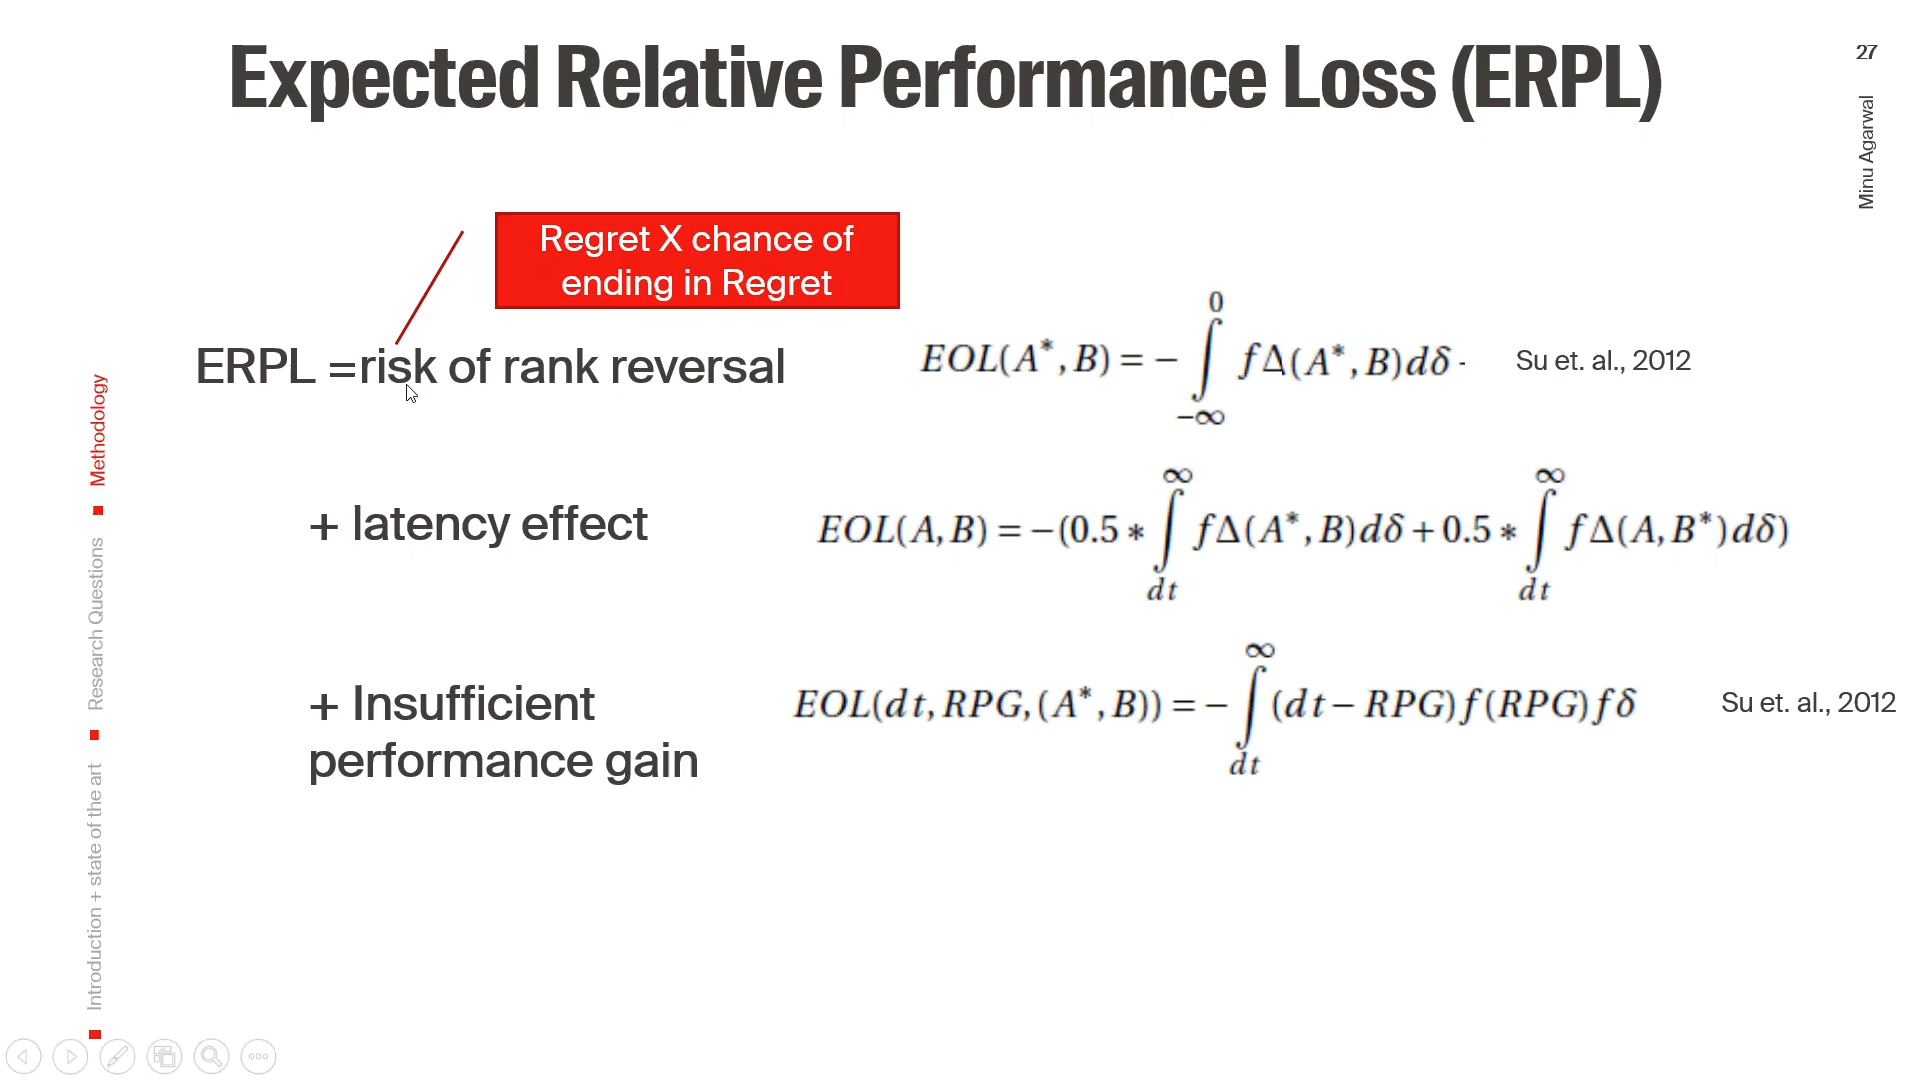 Expected Relative Performance Loss (ERPL)
27
Minu Agarwal
Regret X chance of
ending in Regret
ERPL =risk of rank reversal
EOL(A*, B) = − ∫_{−∞}^{0} fΔ(A*, B)dδ -
Su et. al., 2012
+ latency effect
EOL(A, B) = −(0.5 * ∫_{dt}^{∞} fΔ(A*, B)dδ + 0.5 * ∫_{dt}^{∞} fΔ(A, B*)dδ)
+ Insufficient
performance gain
EOL(dt, RPG, (A*, B)) = − ∫_{dt}^{∞} (dt − RPG) f(RPG) fδ
Su et. al., 2012
Introduction + state of the art
Research Questions
Methodology